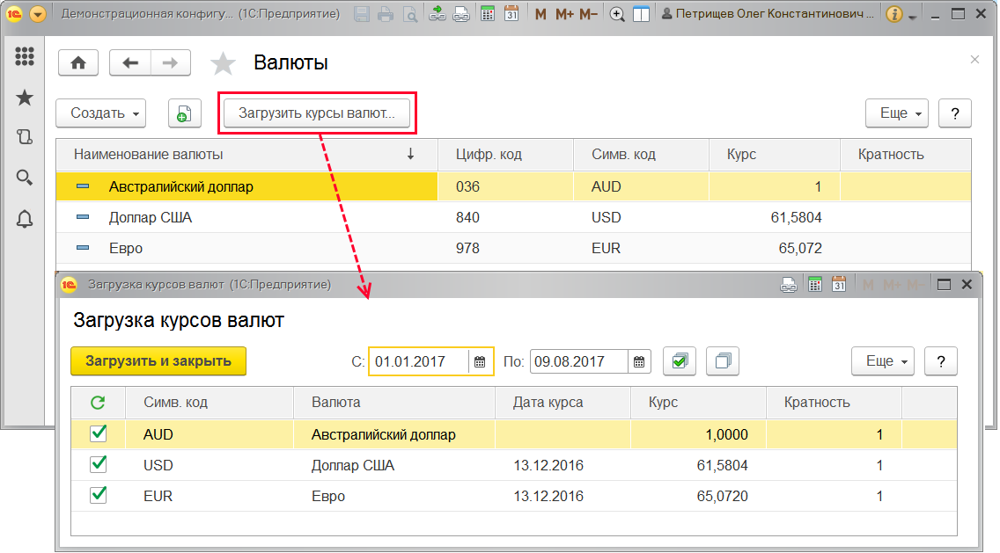 1С Демонстрационная конфигу... (1С:Предприятие) 31 M M+ M- Петрищев Олег Константинович ... i
Валюты
Создать Загрузить курсы валют... Еще ?
Наименование валюты Цифр. код Симв. код Курс Кратность
Австралийский доллар 036 AUD 1
Доллар США 840 USD 61,5804
Евро 978 EUR 65,072
1С Загрузка курсов валют (1С:Предприятие) 31 M M+ M-
Загрузка курсов валют
Загрузить и закрыть С: 01.01.2017 По: 09.08.2017 Еще ?
Симв. код Валюта Дата курса Курс Кратность
AUD Австралийский доллар 1,0000 1
USD Доллар США 13.12.2016 61,5804 1
EUR Евро 13.12.2016 65,0720 1